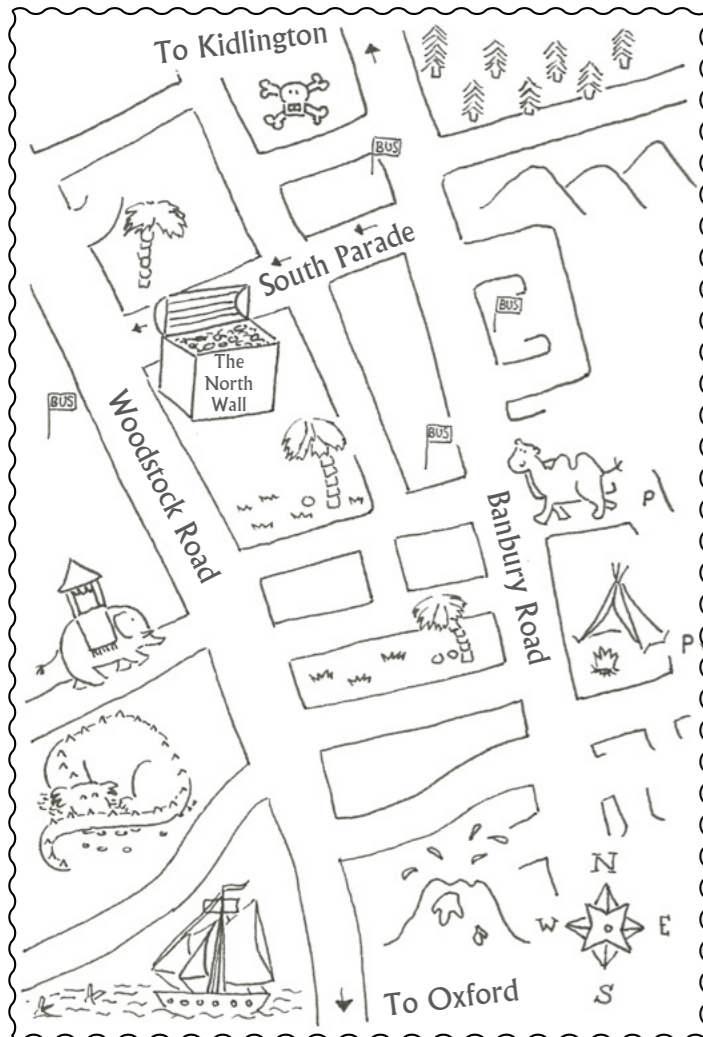 To Kidlington
BUS
South Parade
BUS
The
North
Wall
BUS
Woodstock Road
BUS
Banbury Road
P
P
N
W
E
S
To Oxford